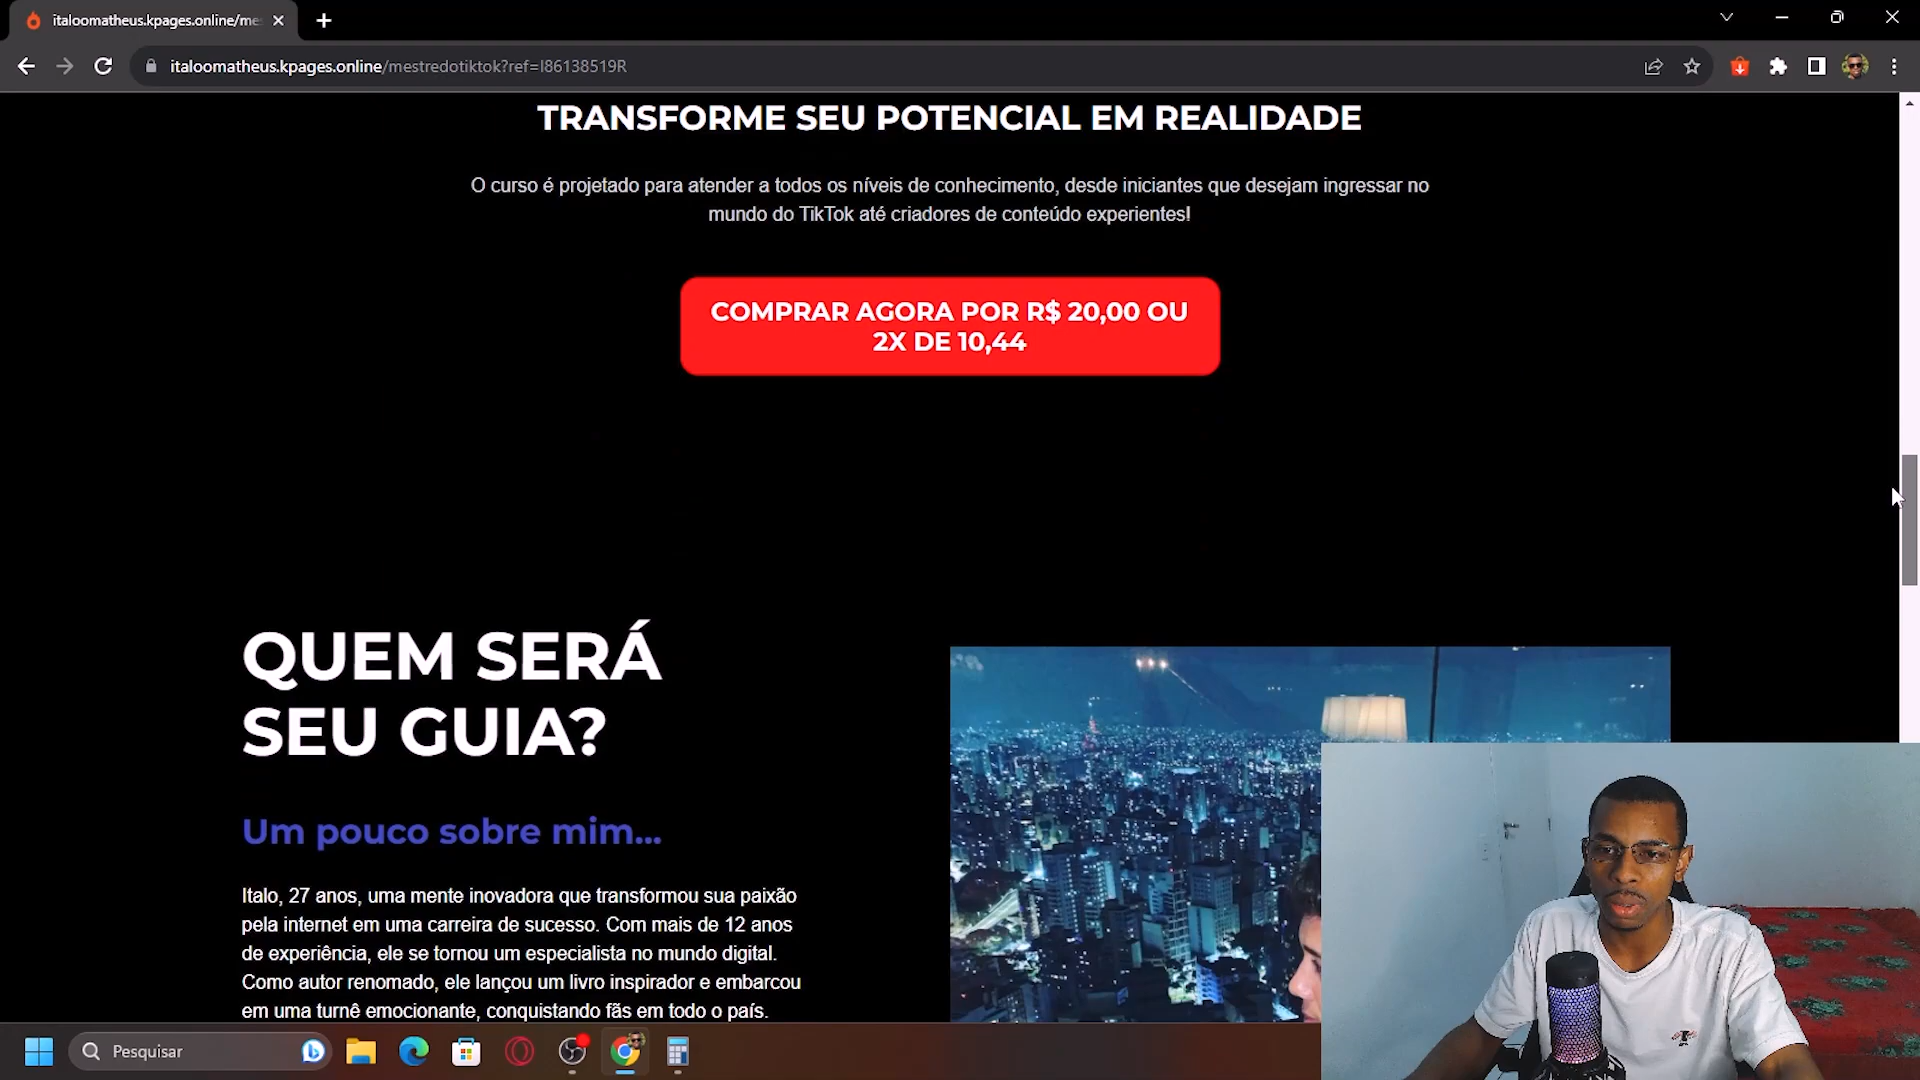 italoomatheus.kpages.online/me
italoomatheus.kpages.online/mestredotiktok?ref=I86138519R
TRANSFORME SEU POTENCIAL EM REALIDADE
O curso é projetado para atender a todos os níveis de conhecimento, desde iniciantes que desejam ingressar no
mundo do TikTok até criadores de conteúdo experientes!
COMPRAR AGORA POR R$ 20,00 OU
2X DE 10,44
QUEM SERÁ
SEU GUIA?
Um pouco sobre mim...
Italo, 27 anos, uma mente inovadora que transformou sua paixão
pela internet em uma carreira de sucesso. Com mais de 12 anos
de experiência, ele se tornou um especialista no mundo digital.
Como autor renomado, ele lançou um livro inspirador e embarcou
em uma turnê emocionante, conquistando fãs em todo o país.
Pesquisar